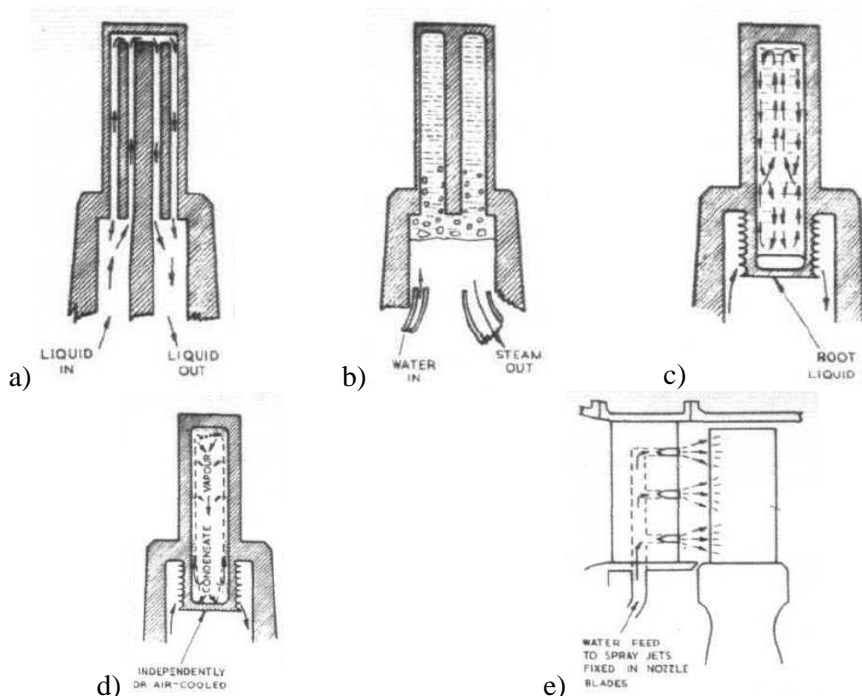 LIQUID
IN
LIQUID
OUT
a)
WATER
IN
STEAM
OUT
b)
ROOT
LIQUID
c)
VAPOUR
CONDENSATE
INDEPENDENTLY
OR AIR-COOLED
d)
WATER FEED
TO SPRAY JETS
FIXED IN NOZZLE
BLADES
e)